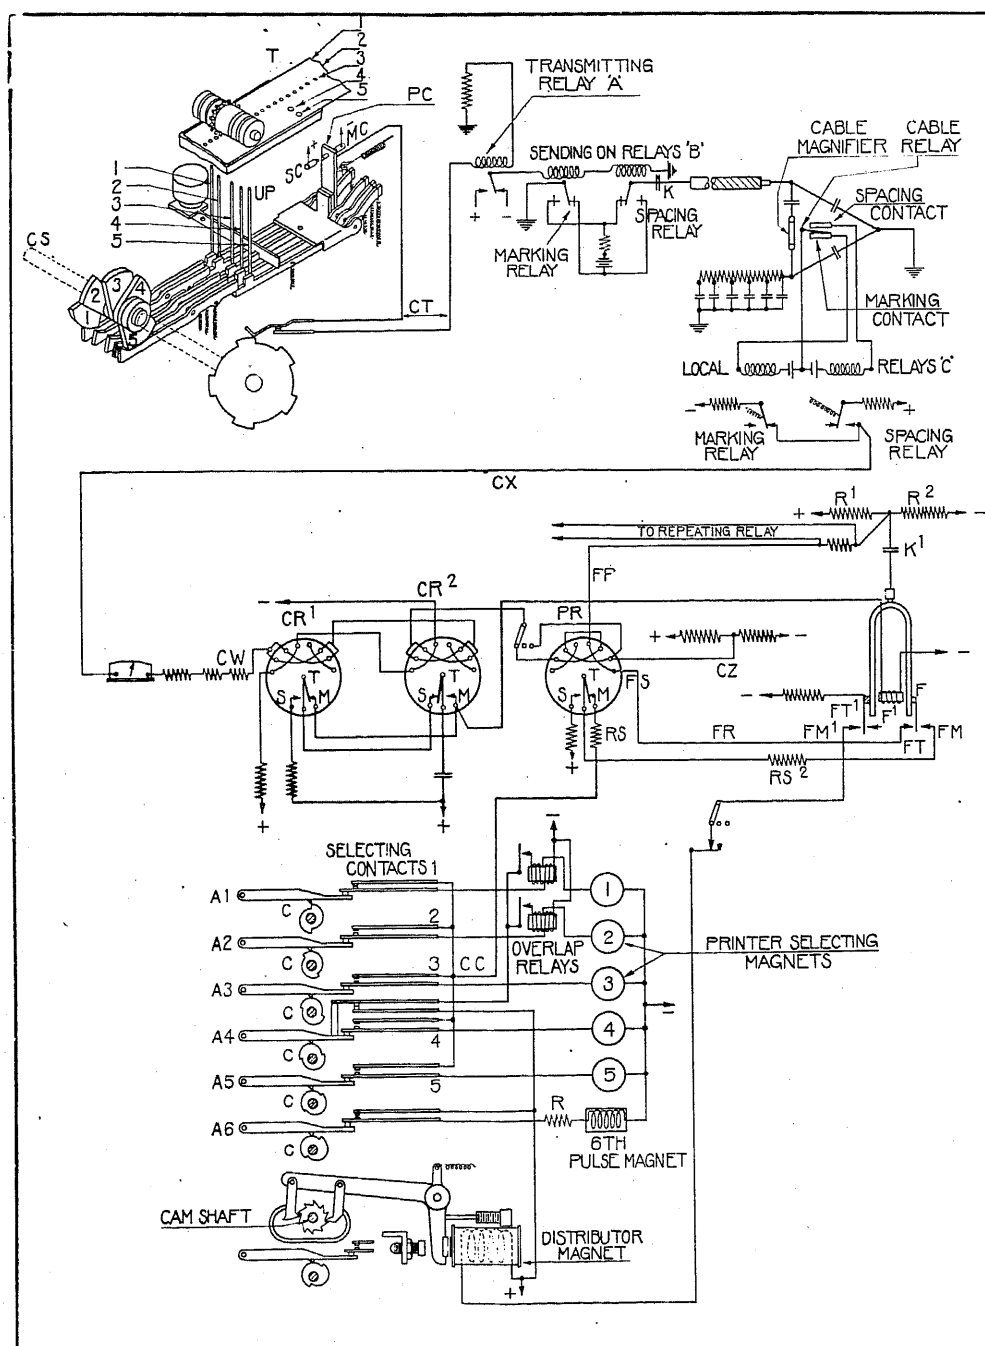 1
2
3
4
5
T
PC
MC
SC
+
1
2
3
4
5
UP
CS
2
3
4
1
5
CT
TRANSMITTING
RELAY 'A'
SENDING ON RELAYS 'B'
+ -
K
MARKING
RELAY
SPACING
RELAY
CABLE
MAGNIFIER
CABLE
RELAY
SPACING
CONTACT
MARKING
CONTACT
LOCAL
RELAYS 'C'
-
+
MARKING
RELAY
SPACING
RELAY
CX
R1
R2
+
-
TO REPEATING RELAY
K1
FP
CR1
CR2
-
PR
+
-
CZ
CW
T
S M
T
S M
T
S M
FS
-
-
FT1
F1
F
FM1
FR
FT
FM
RS
RS2
+
+
+
SELECTING
CONTACTS 1
-
A1
C
1
2
A2
C
2
OVERLAP
RELAYS
PRINTER SELECTING
MAGNETS
3
CC
A3
C
3
-
A4
C
4
4
A5
C
5
5
A6
C
R
6TH
PULSE MAGNET
CAM SHAFT
DISTRIBUTOR
MAGNET
+